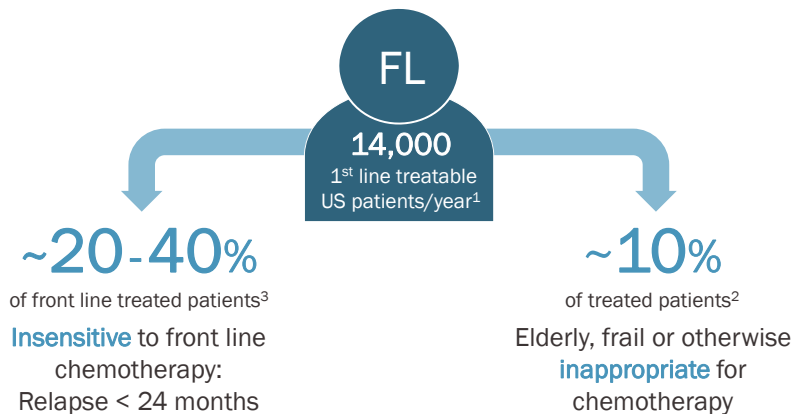 FL
14,000
1st line treatable
US patients/year1
~20-40%
of front line treated patients3
Insensitive to front line
chemotherapy:
Relapse < 24 months
~10%
of treated patients2
Elderly, frail or otherwise
inappropriate for
chemotherapy